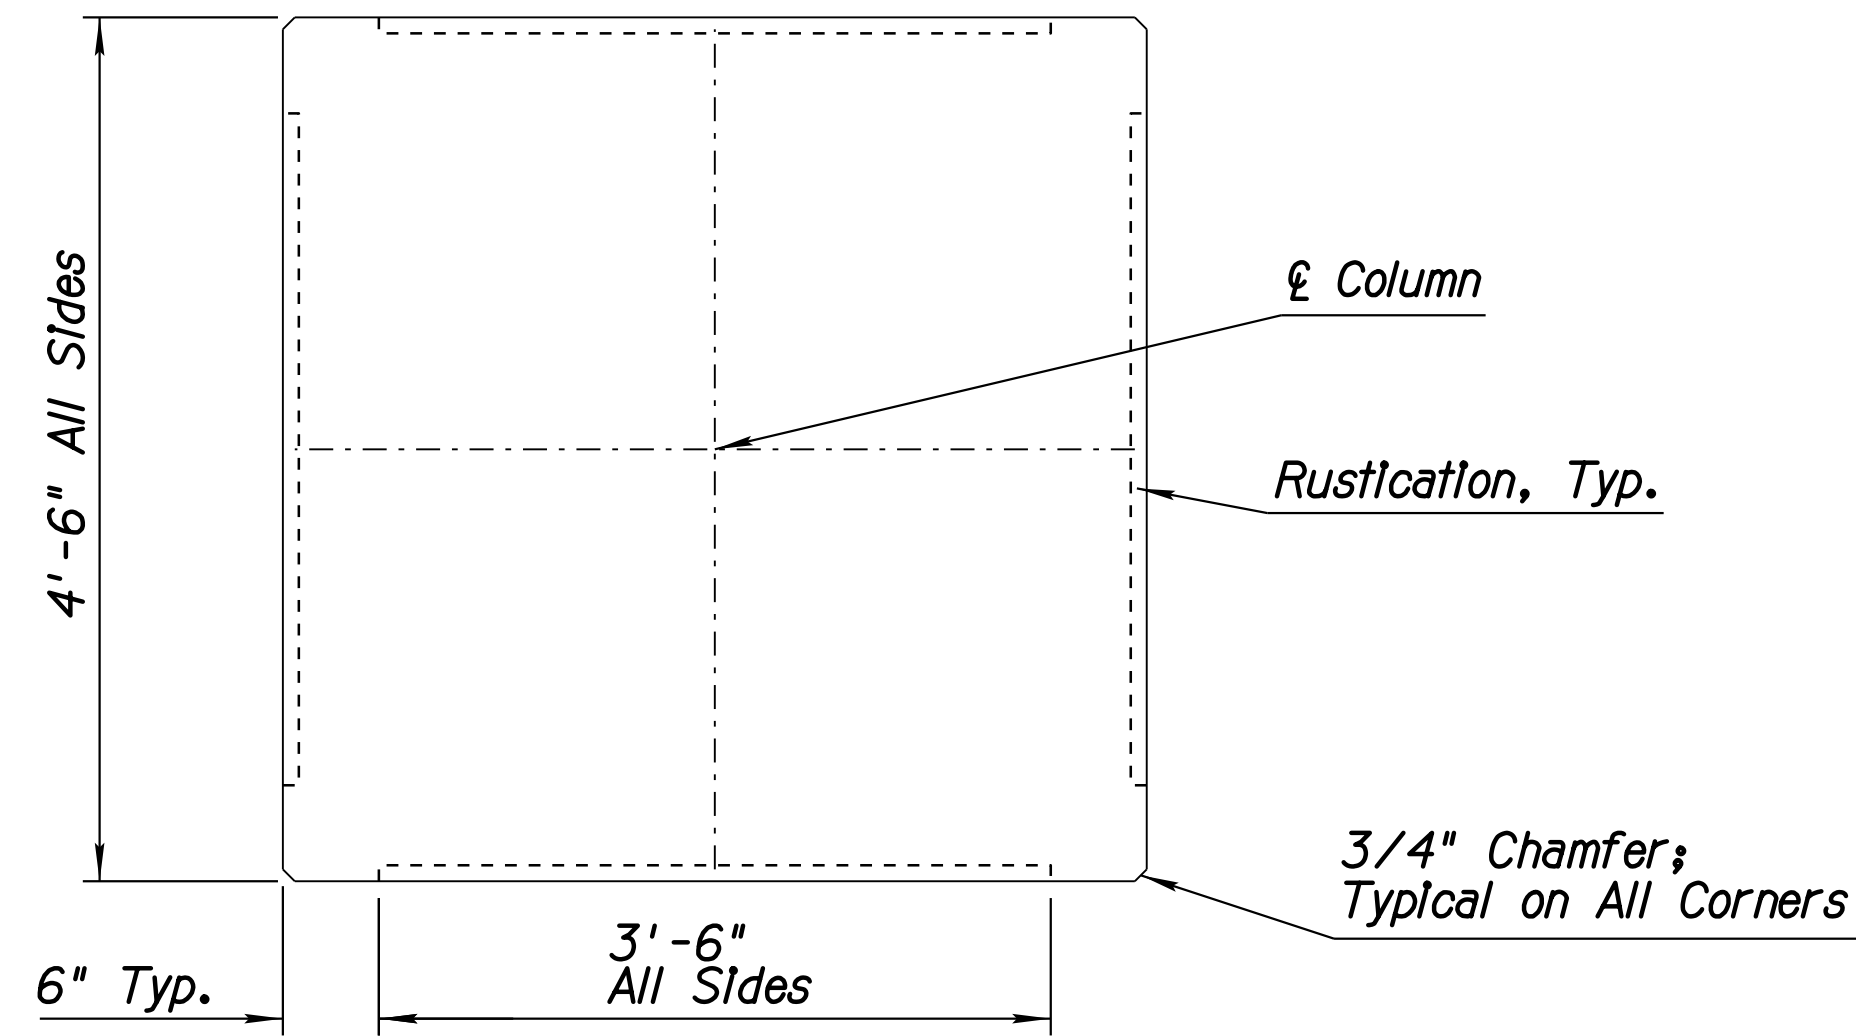 4'-6" All Sides
℄ Column
Rustication, Typ.
3/4" Chamfer;
Typical on All Corners
3'-6"
All Sides
6" Typ.